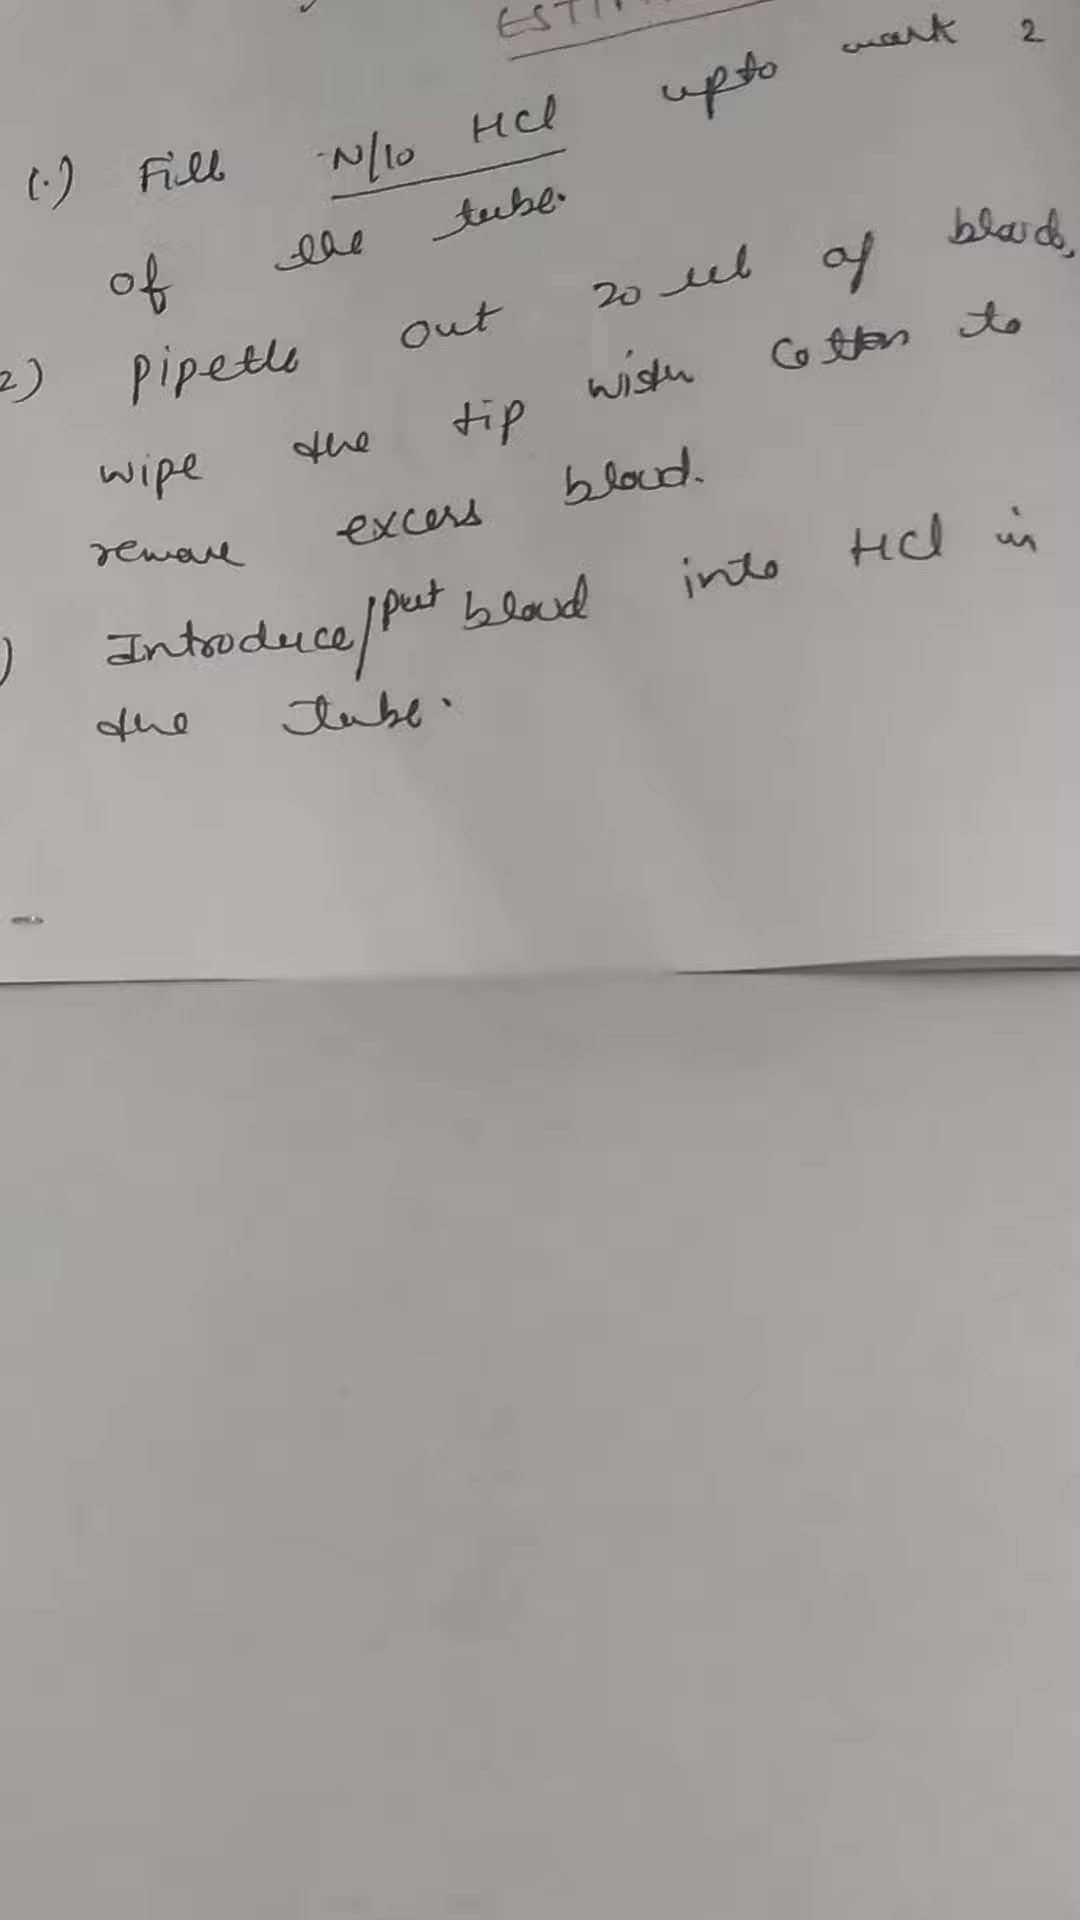 ESTI
(1.) Fill N/10 HCl upto mark 2
of the tube.
2) Pipette out 20 ul of blood,
wipe the tip with cotton to
remove excess blood.
) Introduce/put blood into HCl in
the tube.